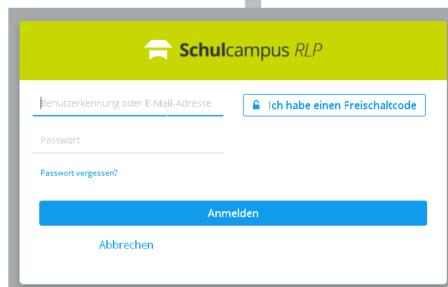 Schulcampus RLP
Benutzerkennung oder E-Mail-Adresse
Ich habe einen Freischaltcode
Passwort
Passwort vergessen?
Anmelden
Abbrechen